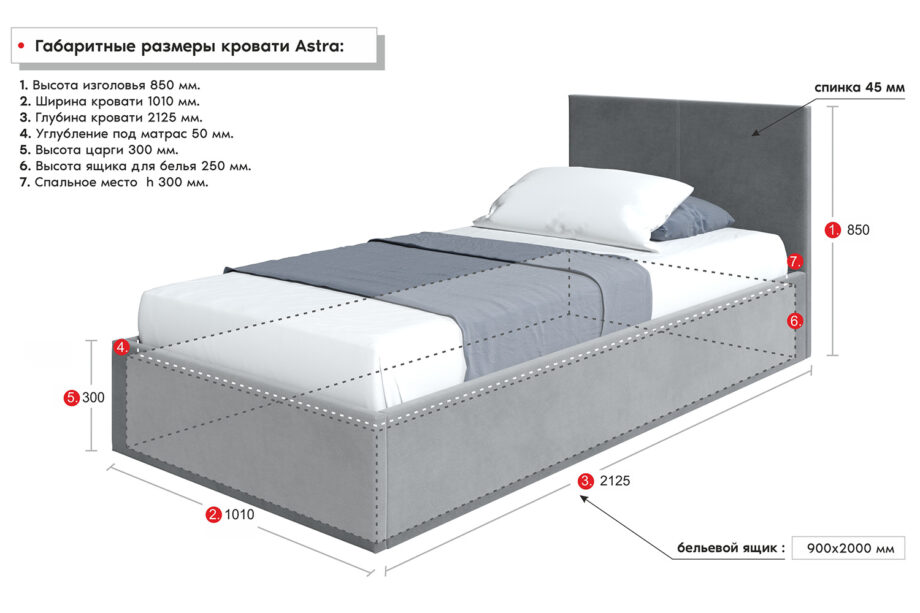 • Габаритные размеры кровати Astra:
1. Высота изголовья 850 мм.
2. Ширина кровати 1010 мм.
3. Глубина кровати 2125 мм.
4. Углубление под матрас 50 мм.
5. Высота царги 300 мм.
6. Высота ящика для белья 250 мм.
7. Спальное место h 300 мм.
спинка 45 мм
1. 850
7.
6.
4.
5. 300
3. 2125
2. 1010
бельевой ящик : 900х2000 мм